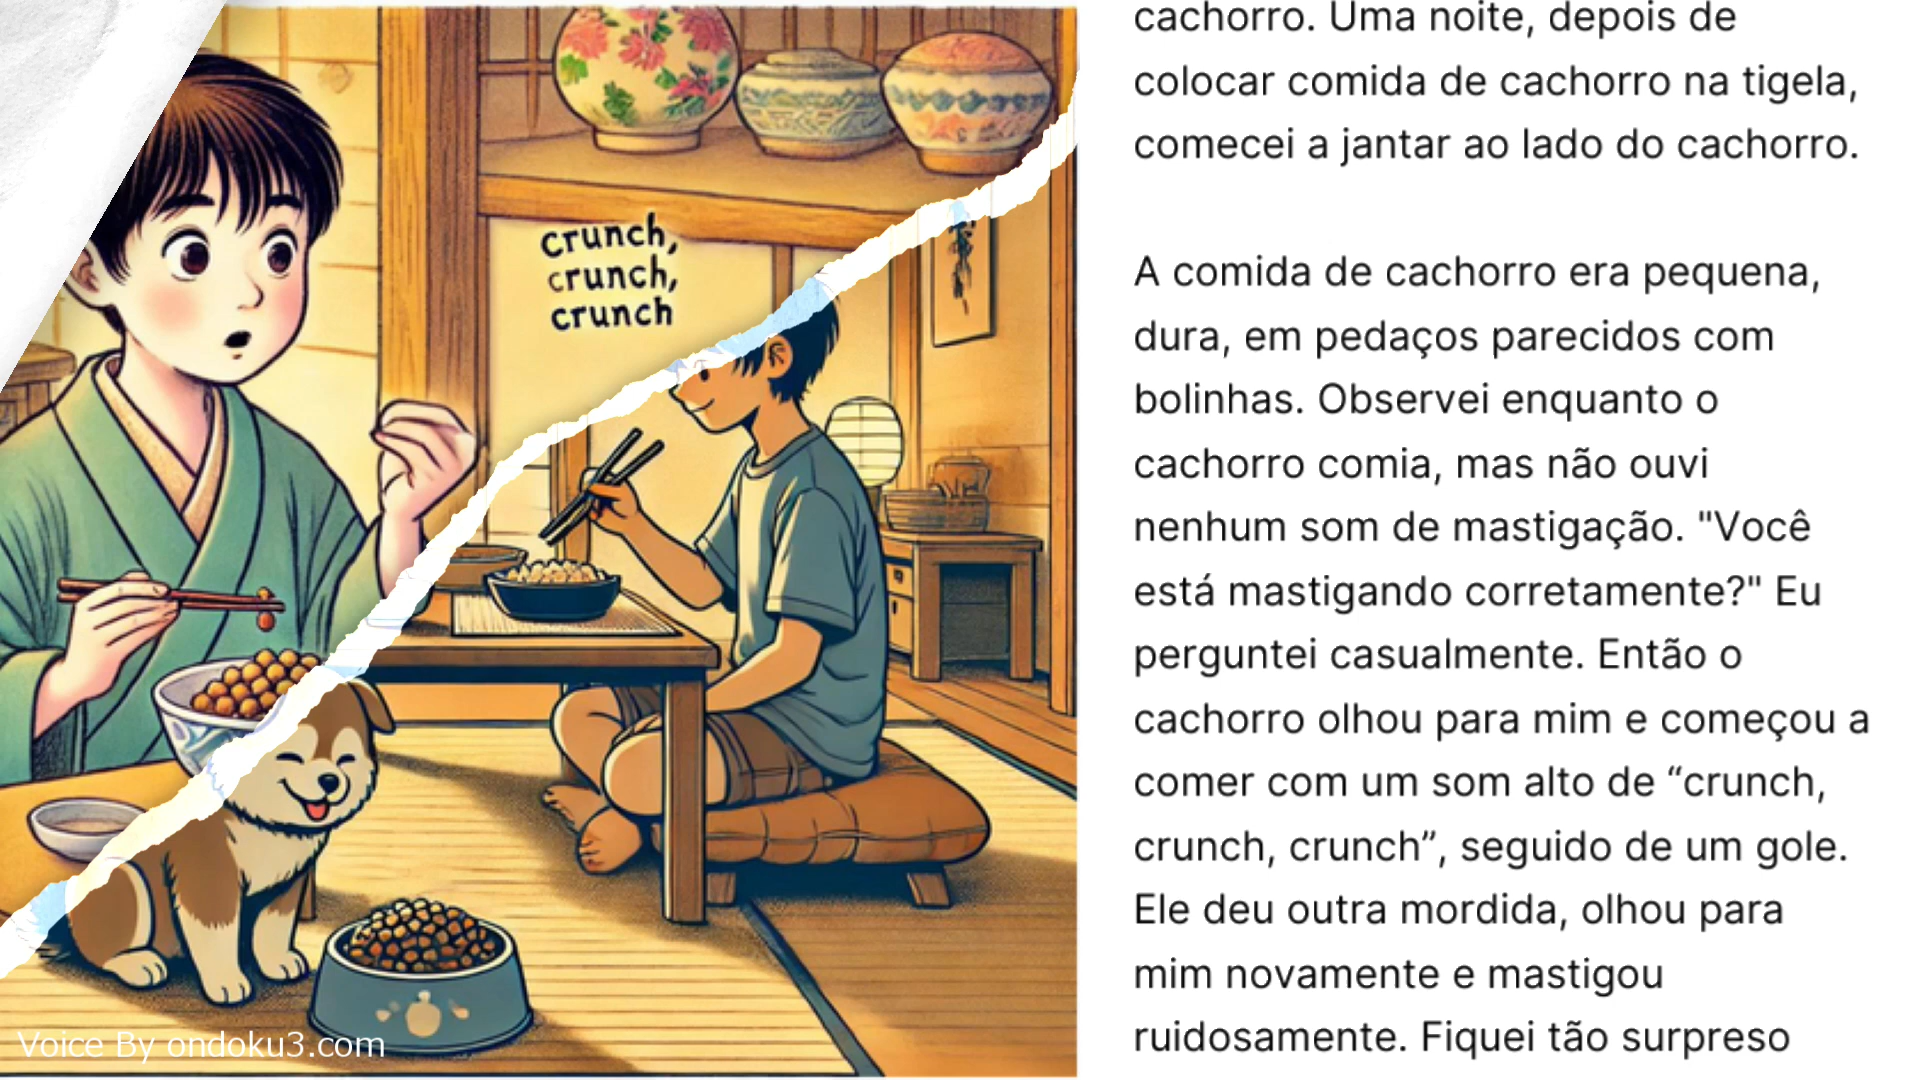 crunch,
crunch,
crunch
Voice By ondoku3.com
cachorro. Uma noite, depois de
colocar comida de cachorro na tigela,
comecei a jantar ao lado do cachorro.
A comida de cachorro era pequena,
dura, em pedaços parecidos com
bolinhas. Observei enquanto o
cachorro comia, mas não ouvi
nenhum som de mastigação. "Você
está mastigando corretamente?" Eu
perguntei casualmente. Então o
cachorro olhou para mim e começou a
comer com um som alto de “crunch,
crunch, crunch”, seguido de um gole.
Ele deu outra mordida, olhou para
mim novamente e mastigou
ruidosamente. Fiquei tão surpreso